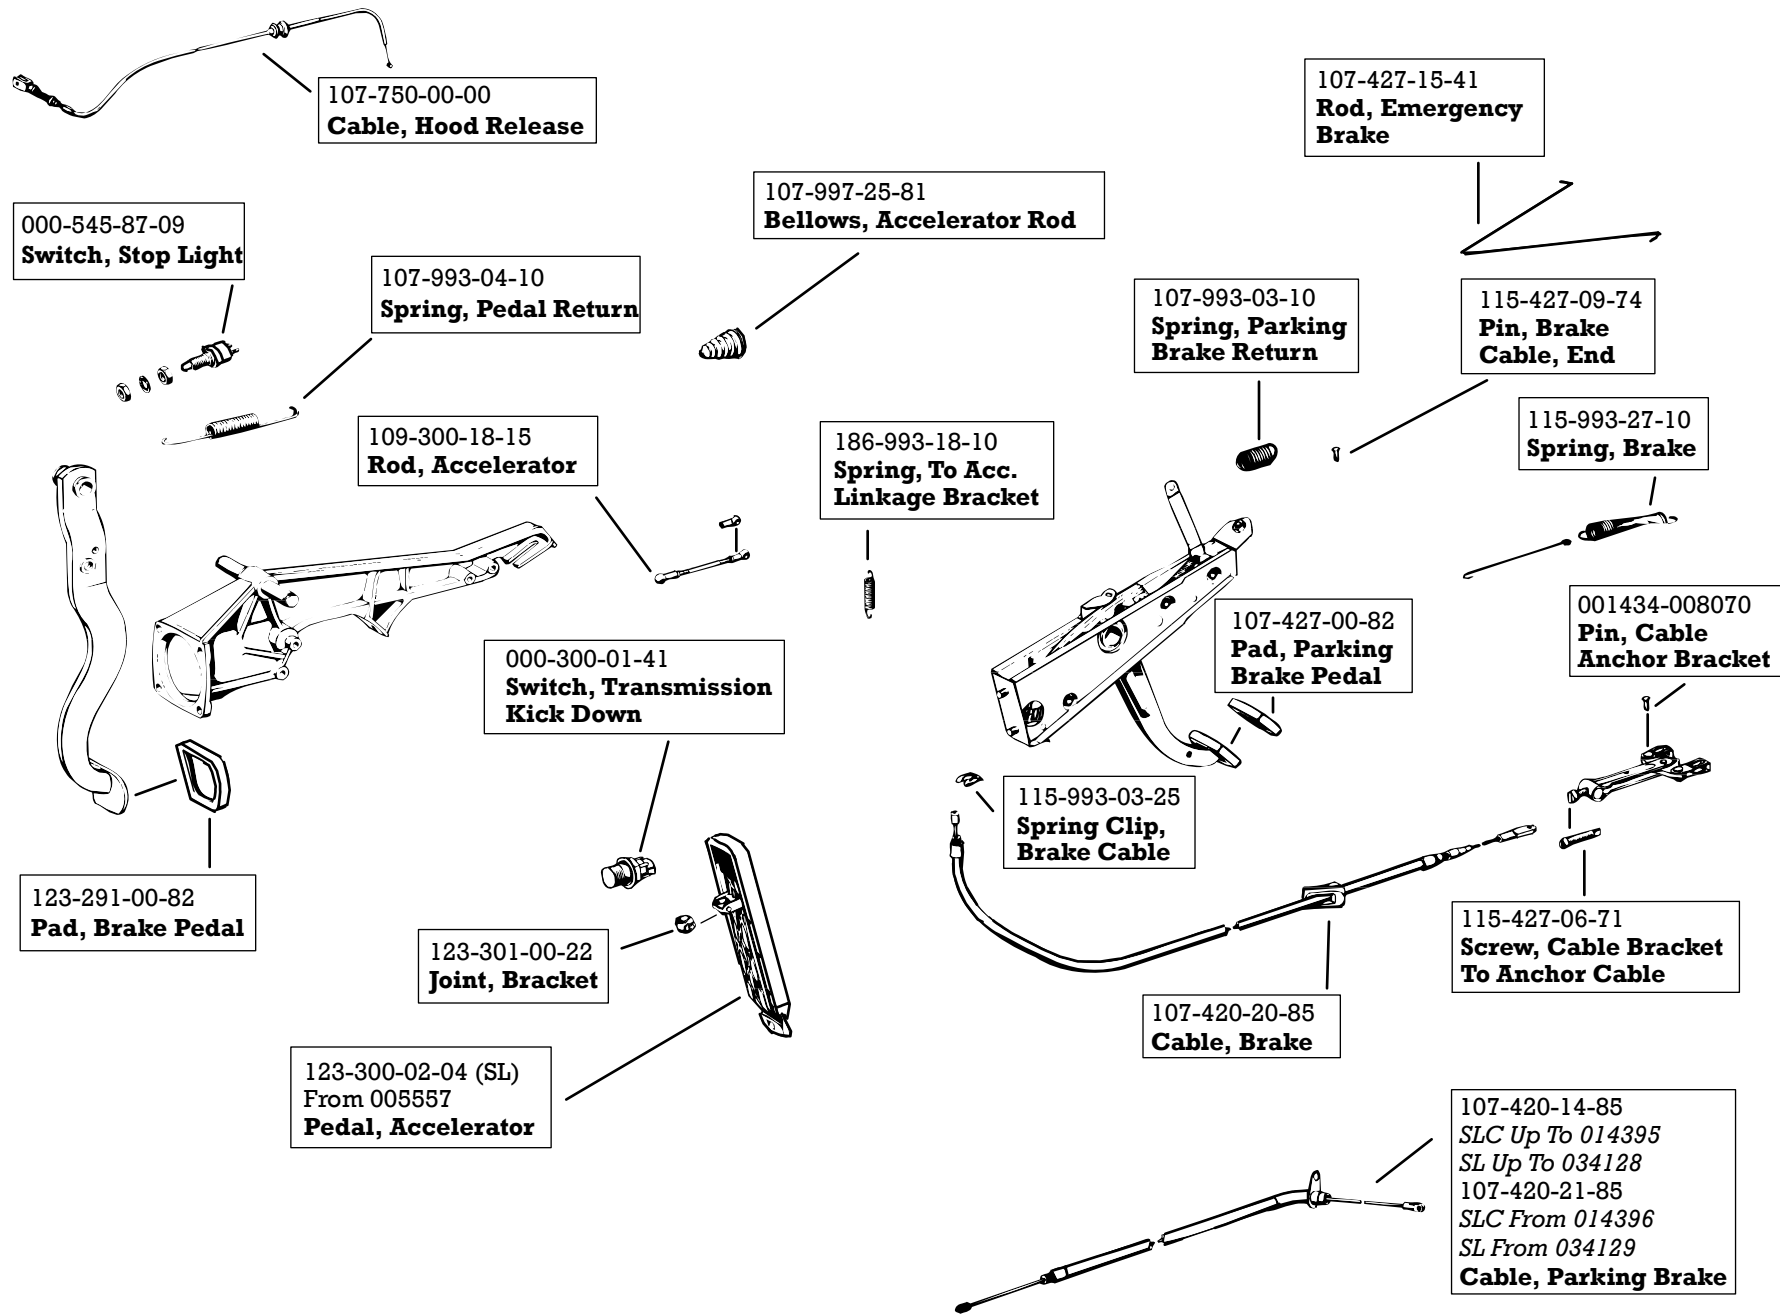 107-750-00-00
Cable, Hood Release
107-427-15-41
Rod, Emergency
Brake
107-997-25-81
Bellows, Accelerator Rod
000-545-87-09
Switch, Stop Light
107-993-04-10
Spring, Pedal Return
107-993-03-10
Spring, Parking
Brake Return
115-427-09-74
Pin, Brake
Cable, End
109-300-18-15
Rod, Accelerator
186-993-18-10
Spring, To Acc.
Linkage Bracket
115-993-27-10
Spring, Brake
001434-008070
Pin, Cable
Anchor Bracket
107-427-00-82
Pad, Parking
Brake Pedal
000-300-01-41
Switch, Transmission
Kick Down
115-993-03-25
Spring Clip,
Brake Cable
123-291-00-82
Pad, Brake Pedal
123-301-00-22
Joint, Bracket
115-427-06-71
Screw, Cable Bracket
To Anchor Cable
107-420-20-85
Cable, Brake
123-300-02-04 (SL)
From 005557
Pedal, Accelerator
107-420-14-85
SLC Up To 014395
SL Up To 034128
107-420-21-85
SLC From 014396
SL From 034129
Cable, Parking Brake